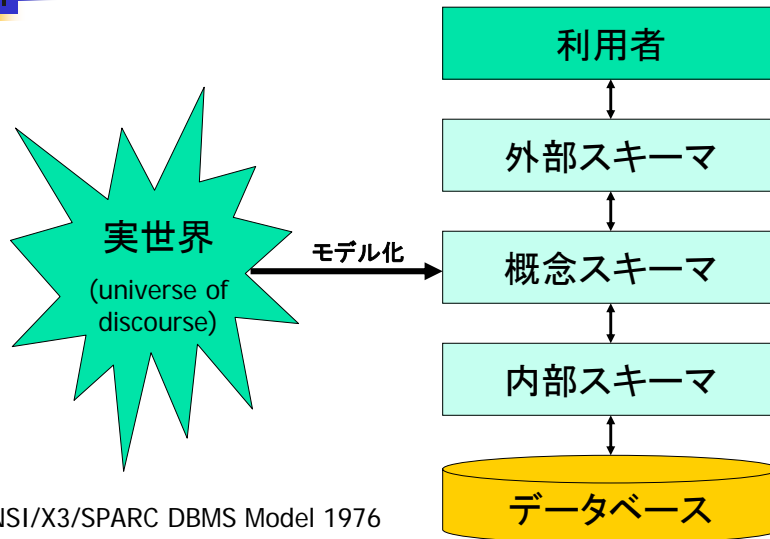 利用者
外部スキーマ
実世界
(universe of
discourse)
モデル化
概念スキーマ
内部スキーマ
データベース
NSI/X3/SPARC DBMS Model 1976